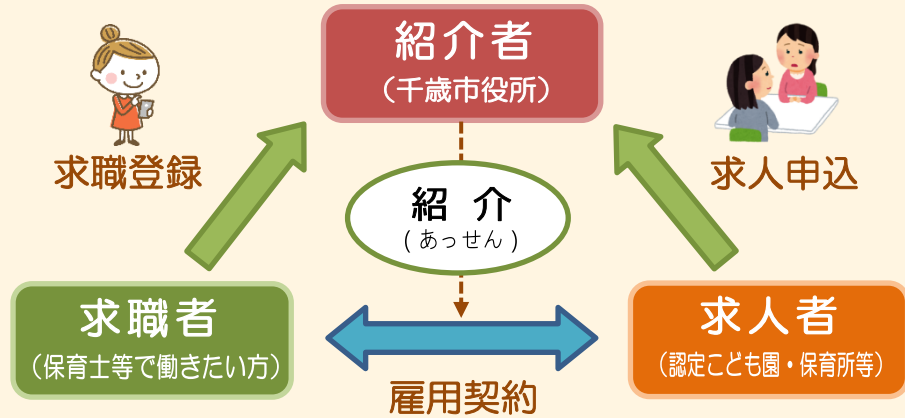 紹介者
（千歳市役所）
求職登録
求人申込
紹 介
( あっせん )
求職者
（保育士等で働きたい方）
求人者
（認定こども園・保育所等）
雇用契約